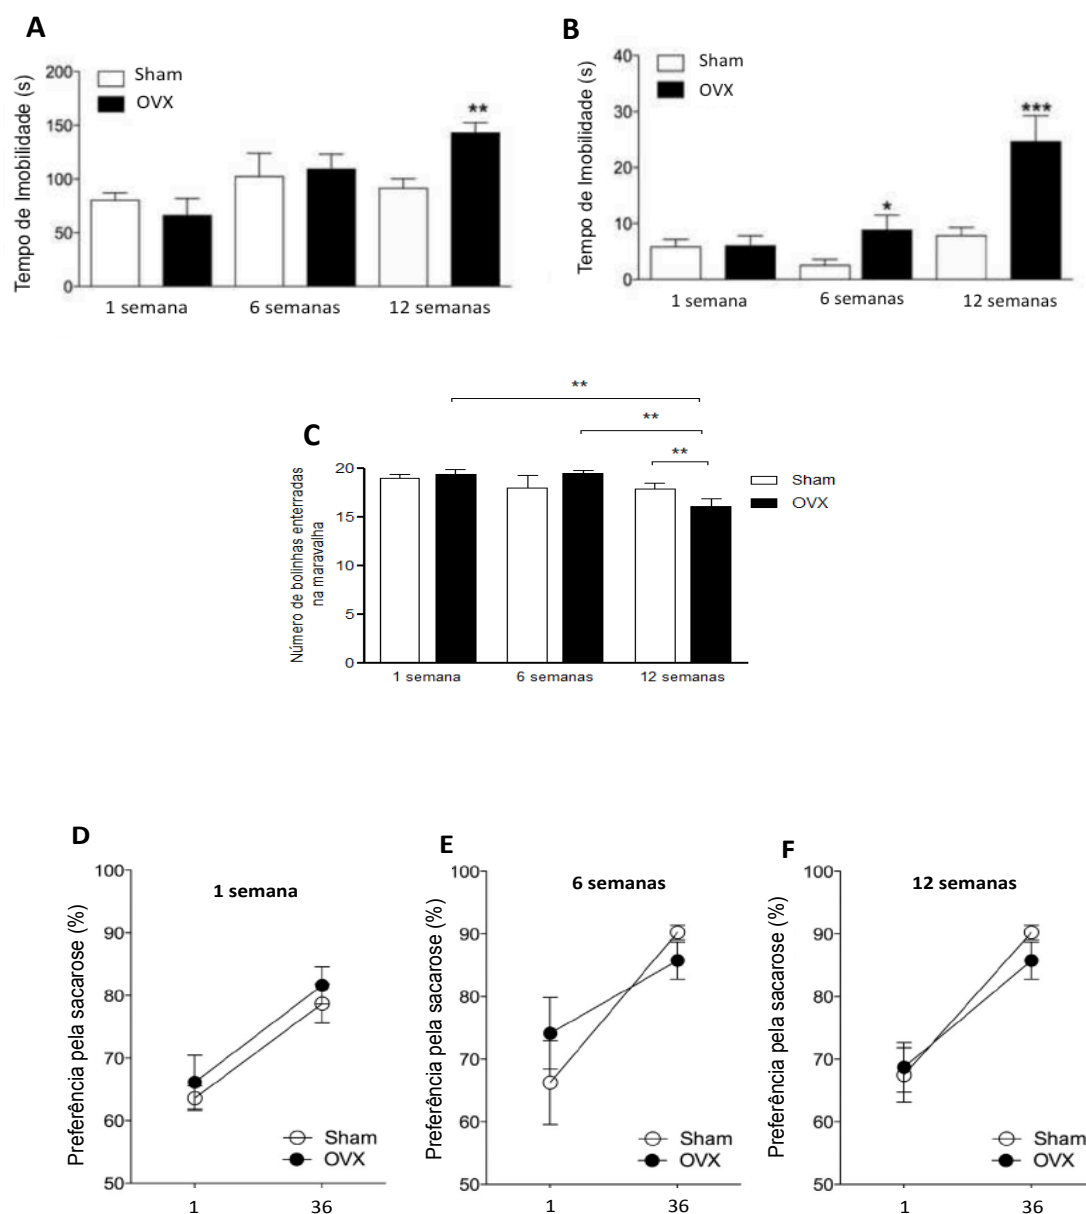 A
Tempo de Imobilidade (s)
200
150
100
50
0
Sham
OVX
**
1 semana
6 semanas
12 semanas
B
Tempo de Imobilidade (s)
40
30
20
10
0
Sham
OVX
*
***
1 semana
6 semanas
12 semanas
C
**
**
**
Número de bolinhas enterradas
na maravalha
20
15
10
5
0
Sham
OVX
1 semana
6 semanas
12 semanas
D
1 semana
Preferência pela sacarose (%)
100
90
80
70
60
50
Sham
OVX
1
36
E
6 semanas
Preferência pela sacarose (%)
100
90
80
70
60
50
Sham
OVX
1
36
F
12 semanas
Preferência pela sacarose (%)
100
90
80
70
60
50
Sham
OVX
1
36